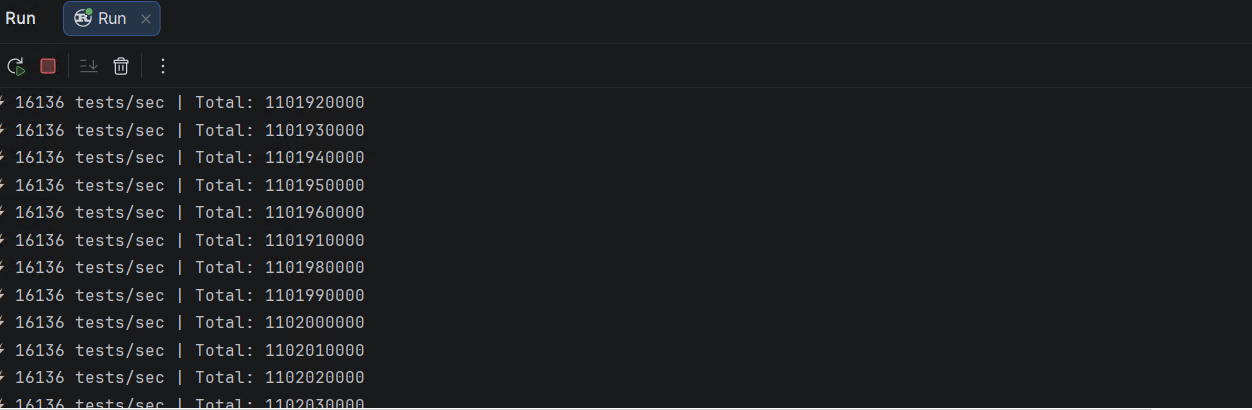 Run
Run
⚡ 16136 tests/sec | Total: 1101920000
⚡ 16136 tests/sec | Total: 1101930000
⚡ 16136 tests/sec | Total: 1101940000
⚡ 16136 tests/sec | Total: 1101950000
⚡ 16136 tests/sec | Total: 1101960000
⚡ 16136 tests/sec | Total: 1101910000
⚡ 16136 tests/sec | Total: 1101980000
⚡ 16136 tests/sec | Total: 1101990000
⚡ 16136 tests/sec | Total: 1102000000
⚡ 16136 tests/sec | Total: 1102010000
⚡ 16136 tests/sec | Total: 1102020000
⚡ 16136 tests/sec | Total: 1102030000